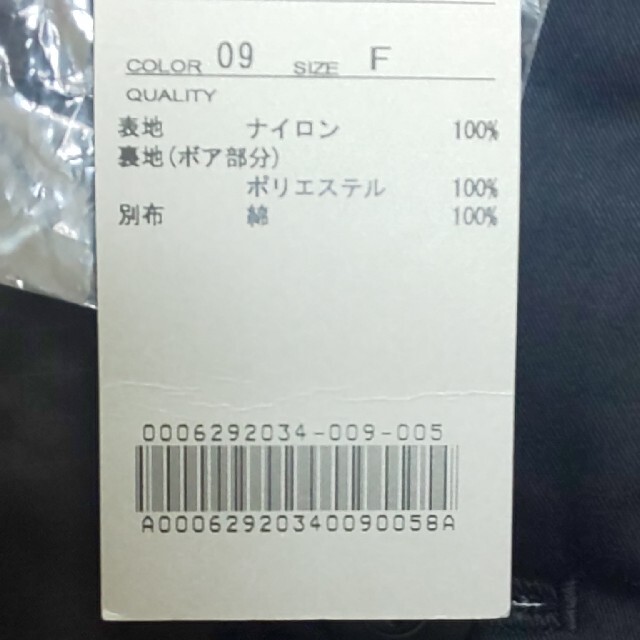 COLOR 09 SIZE F
QUALITY
表地 ナイロン 100%
裏地(ボア部分)
ポリエステル 100%
別布 綿 100%
0006292034-009-005
A00062920340090058A